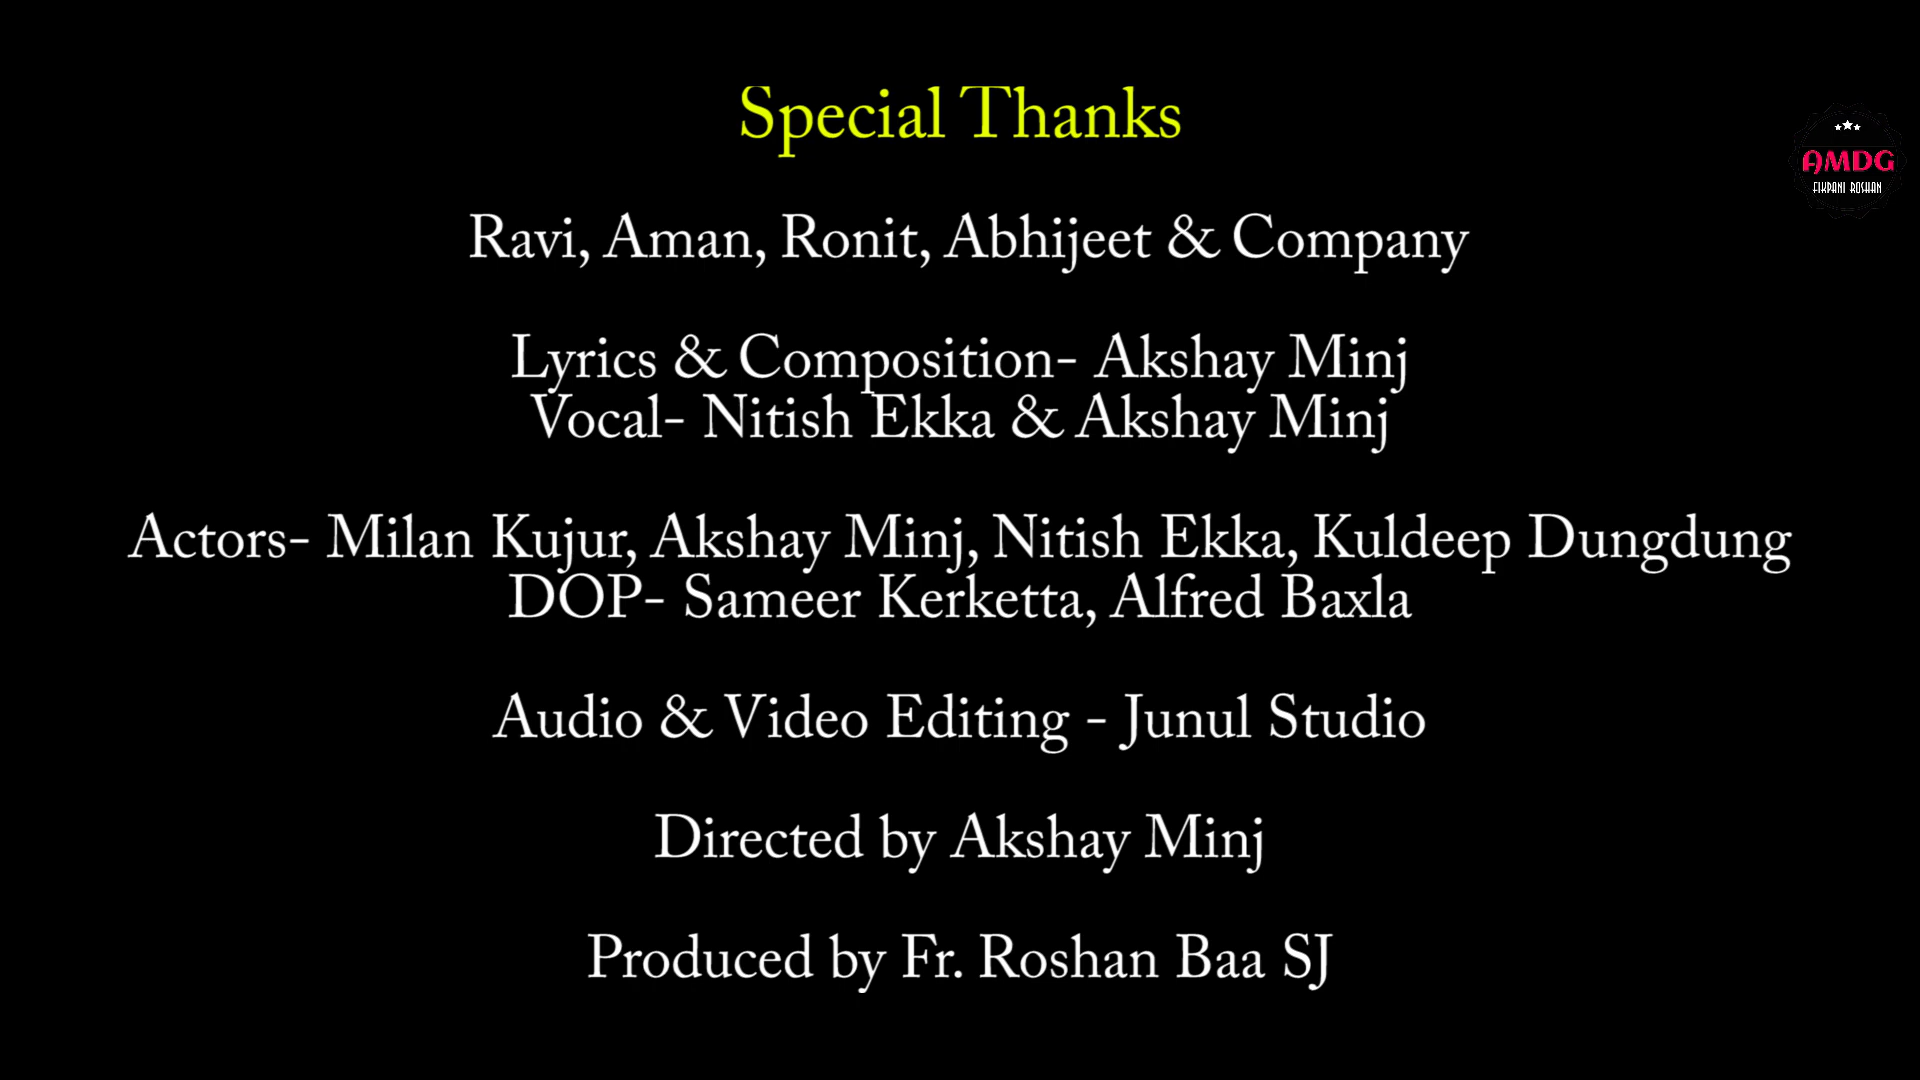 Special Thanks
AMDG
FIKPANI ROSHAN
Ravi, Aman, Ronit, Abhijeet & Company
Lyrics & Composition- Akshay Minj
Vocal- Nitish Ekka & Akshay Minj
Actors- Milan Kujur, Akshay Minj, Nitish Ekka, Kuldeep Dungdung
DOP- Sameer Kerketta, Alfred Baxla
Audio & Video Editing - Junul Studio
Directed by Akshay Minj
Produced by Fr. Roshan Baa SJ